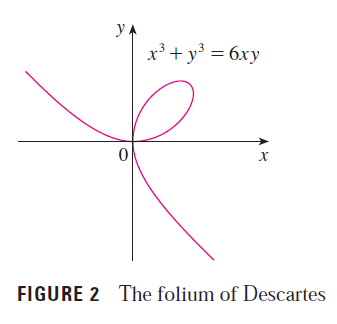 y
x³ + y³ = 6xy
0
x
FIGURE 2 The folium of Descartes